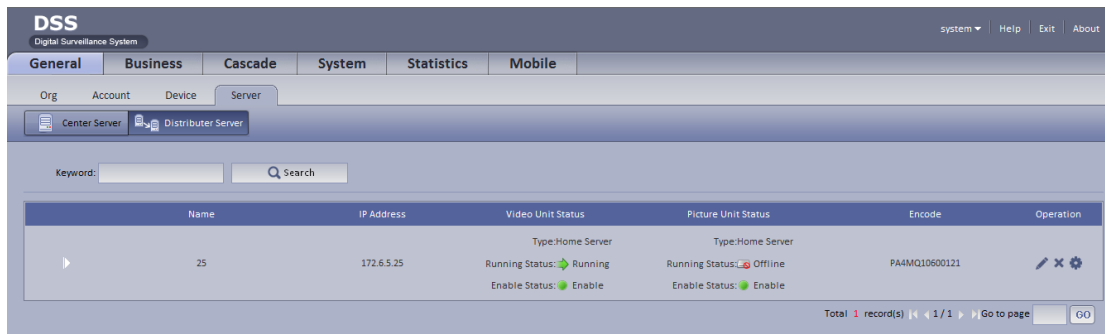 DSS
Digital Surveillance System
system Help Exit About
General Business Cascade System Statistics Mobile
Org Account Device Server
Center Server Distributer Server
Keyword: Search
Name IP Address Video Unit Status Picture Unit Status Encode Operation
Type:Home Server Type:Home Server
25 172.6.5.25 Running Status: Running Running Status: Offline PA4MQ10600121
Enable Status: Enable Enable Status: Enable
Total 1 record(s) 1 / 1 Go to page GO